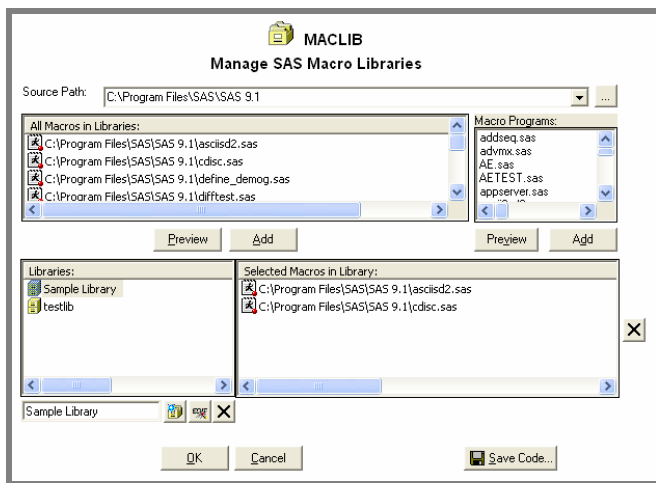 MACLIB
Manage SAS Macro Libraries
Source Path: C:\Program Files\SAS\SAS 9.1 ...
All Macros in Libraries:
C:\Program Files\SAS\SAS 9.1\asciisd2.sas
C:\Program Files\SAS\SAS 9.1\cdisc.sas
C:\Program Files\SAS\SAS 9.1\define_demog.sas
C:\Program Files\SAS\SAS 9.1\difftest.sas
Macro Programs:
addseq.sas
advmx.sas
AE.sas
AETEST.sas
appserver.sas
Preview Add
Preview Add
Libraries:
Sample Library
testlib
Selected Macros in Library:
C:\Program Files\SAS\SAS 9.1\asciisd2.sas
C:\Program Files\SAS\SAS 9.1\cdisc.sas
Sample Library
OK Cancel Save Code...